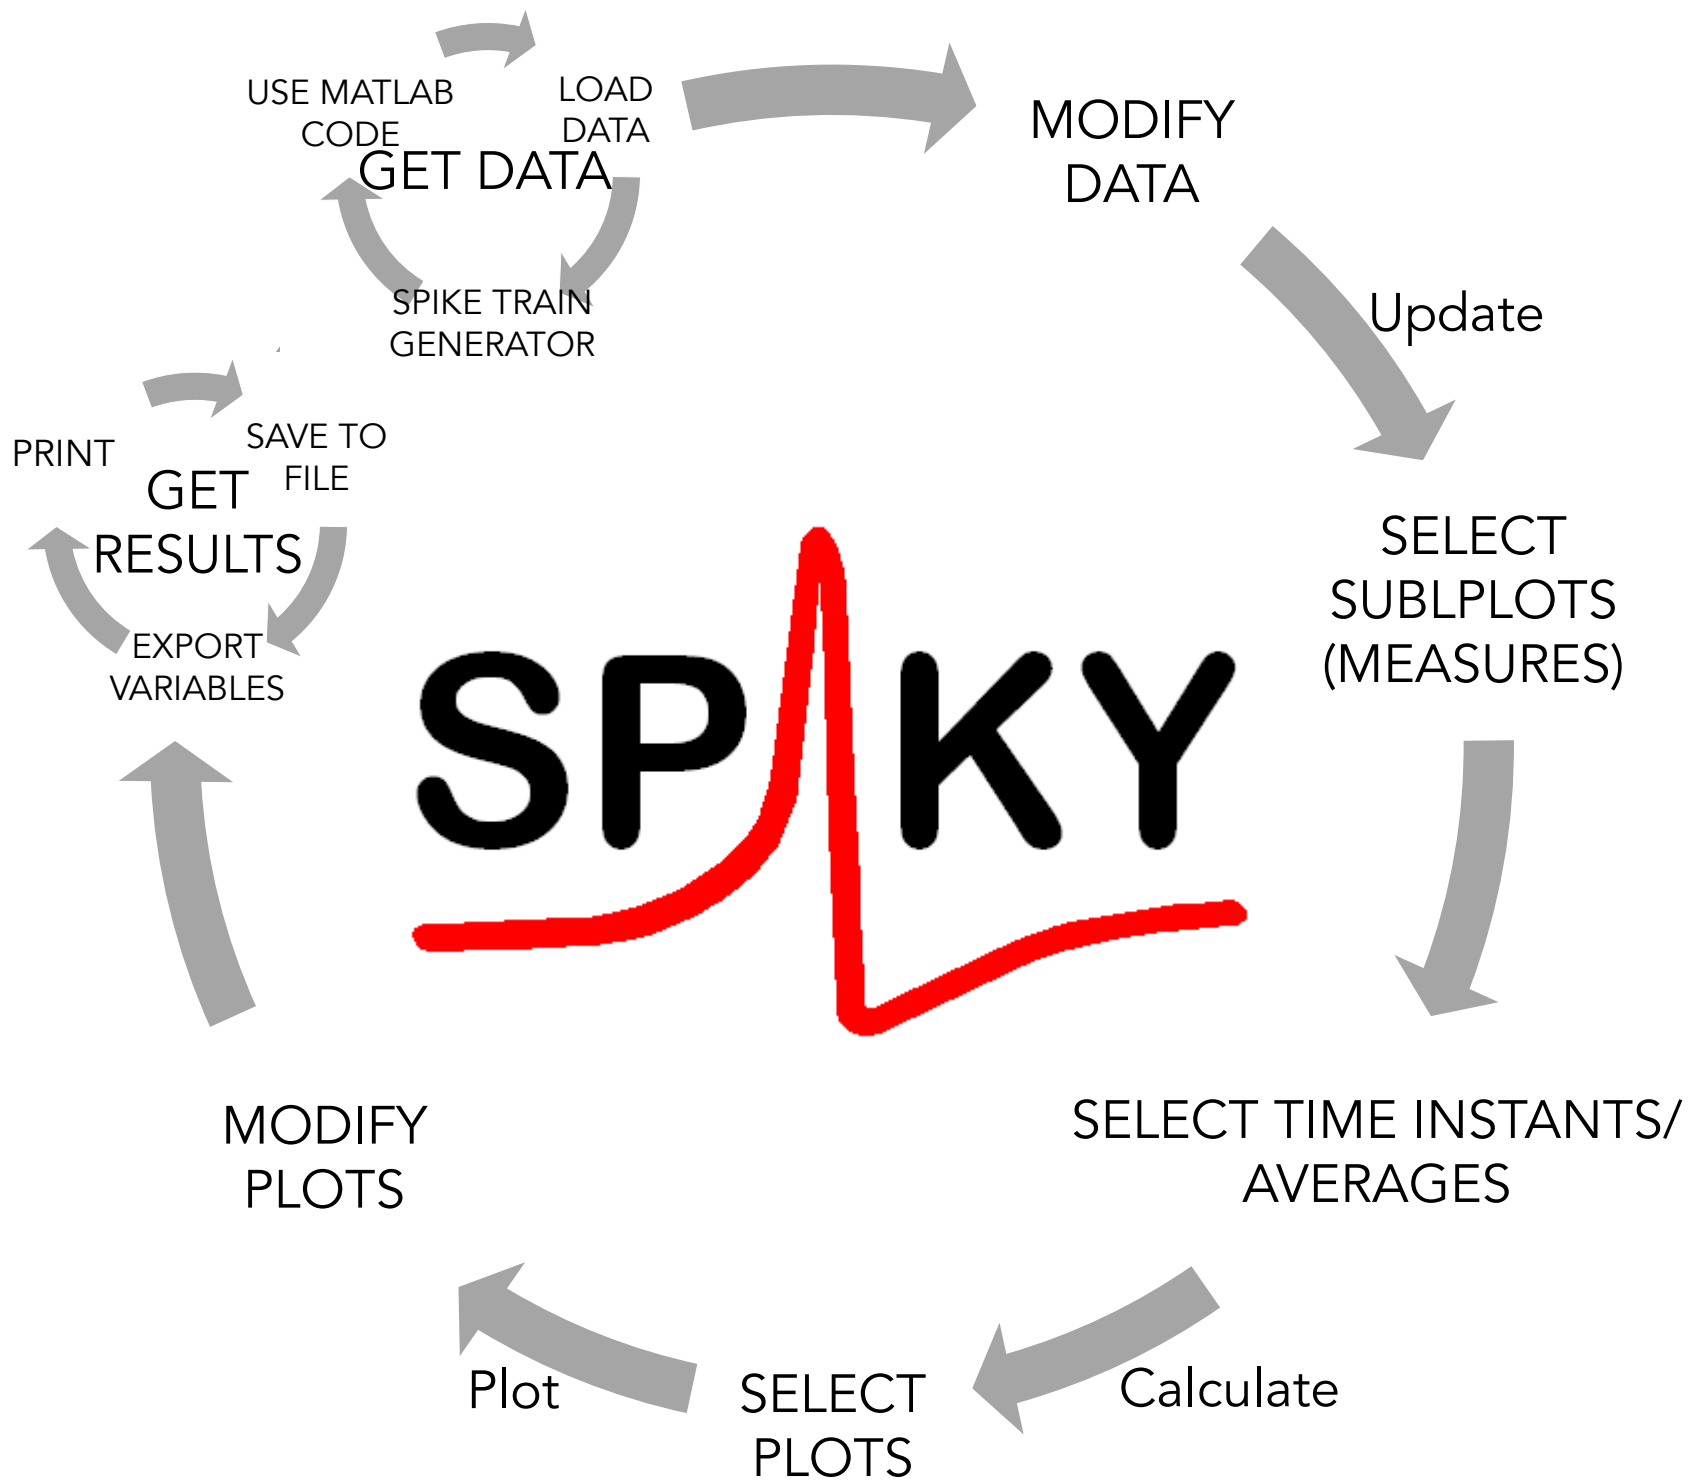 USE MATLAB
CODE
LOAD
DATA
GET DATA
SPIKE TRAIN
GENERATOR
MODIFY
DATA
Update
SELECT
SUBLPLOTS
(MEASURES)
SELECT TIME INSTANTS/
AVERAGES
Calculate
SELECT
PLOTS
Plot
MODIFY
PLOTS
PRINT
SAVE TO
FILE
GET
RESULTS
EXPORT
VARIABLES
SPIKY